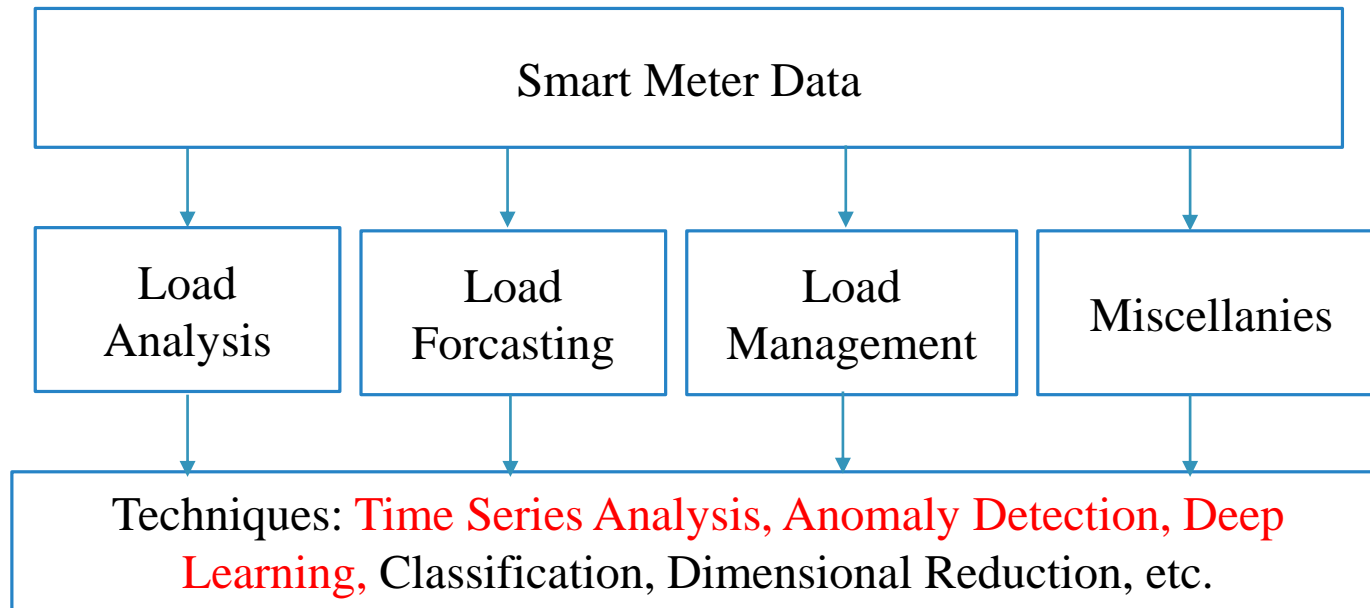 Smart Meter Data
Load
Analysis
Load
Forcasting
Load
Management
Miscellanies
Techniques: Time Series Analysis, Anomaly Detection, Deep
Learning, Classification, Dimensional Reduction, etc.